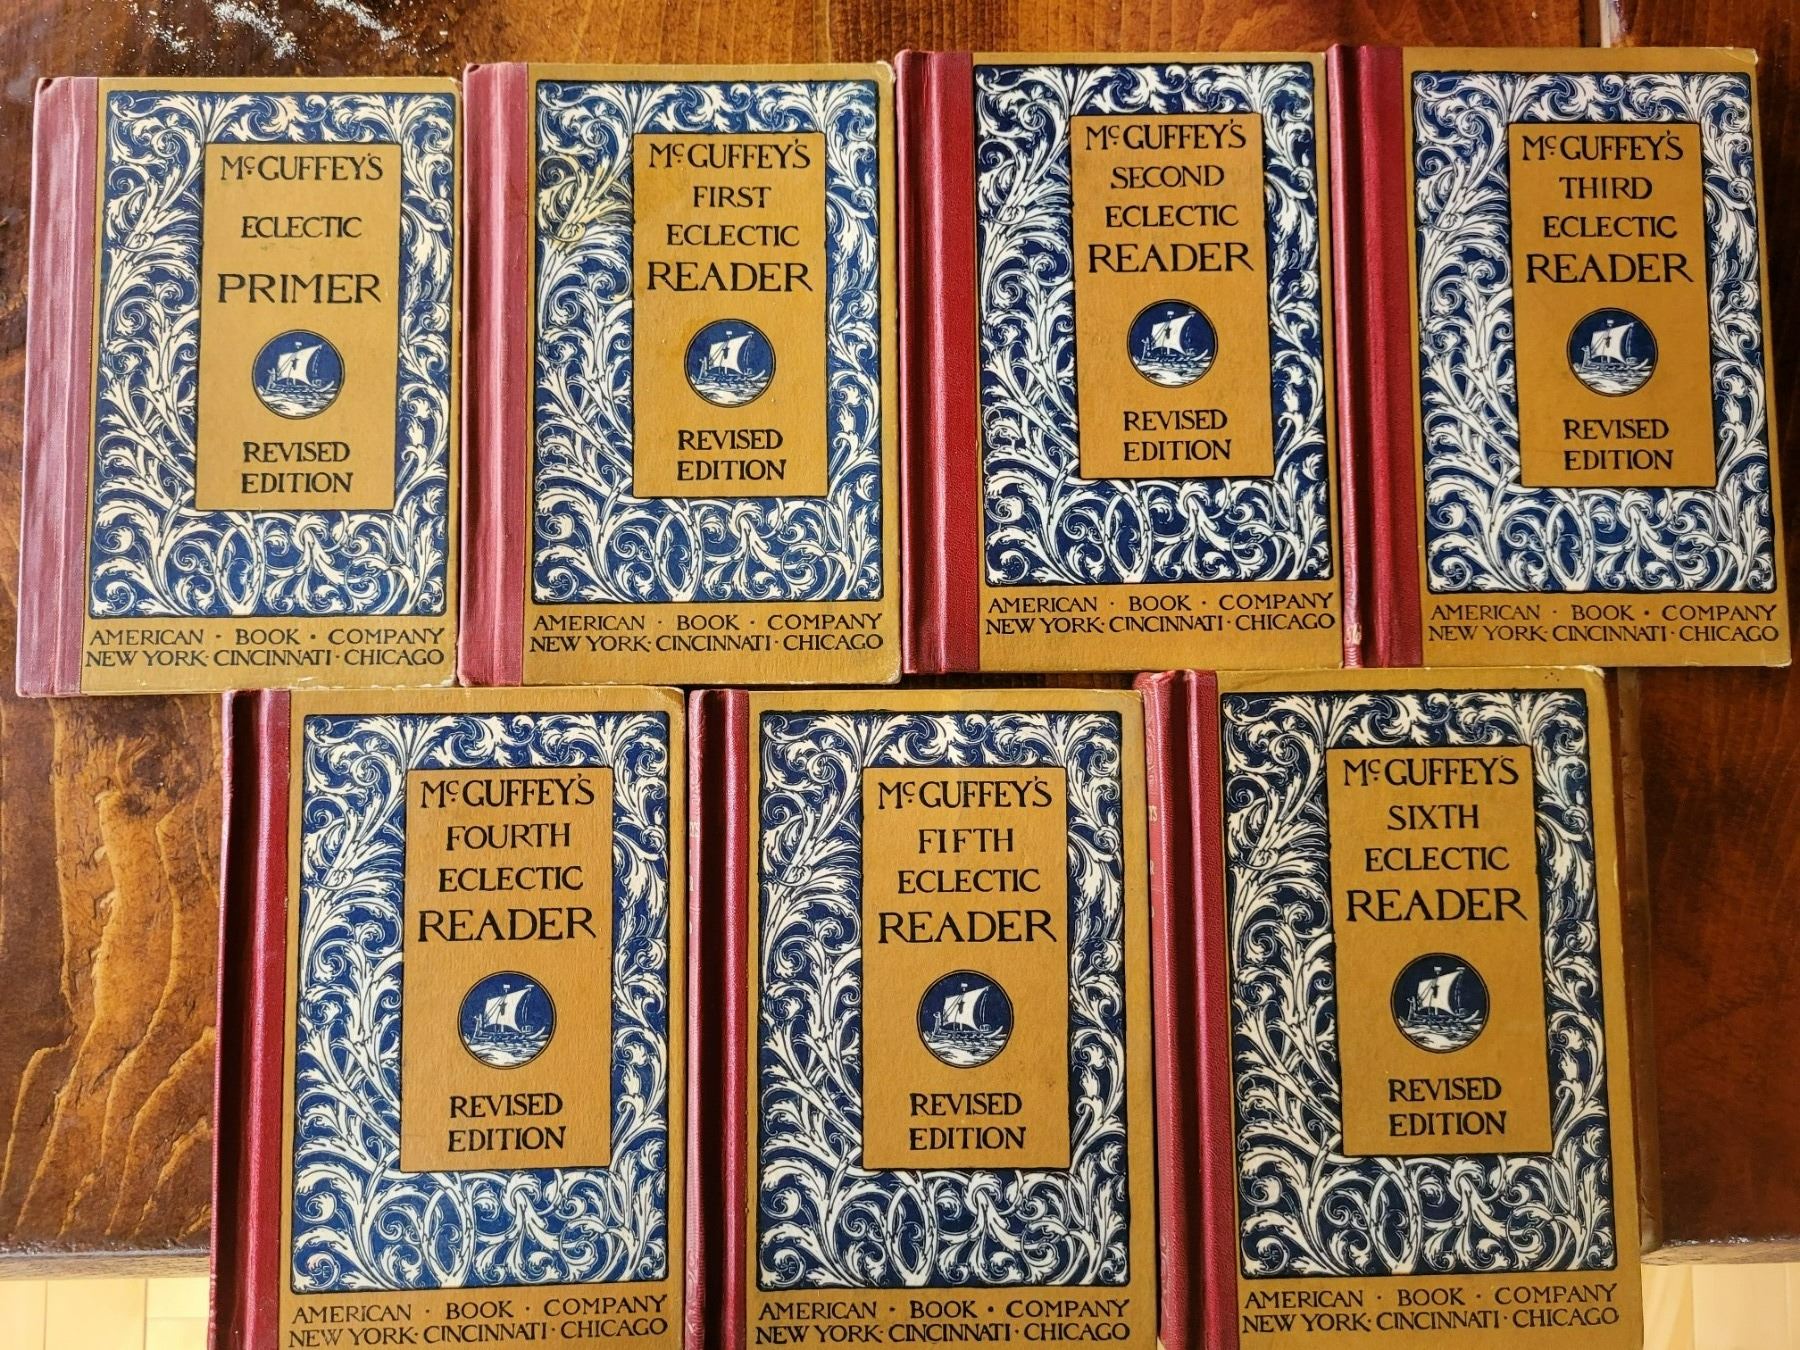 McGUFFEY'S
ECLECTIC
PRIMER
REVISED
EDITION
AMERICAN · BOOK · COMPANY
NEW YORK · CINCINNATI · CHICAGO
McGUFFEY'S
FIRST
ECLECTIC
READER
REVISED
EDITION
AMERICAN · BOOK · COMPANY
NEW YORK · CINCINNATI · CHICAGO
McGUFFEY'S
SECOND
ECLECTIC
READER
REVISED
EDITION
AMERICAN · BOOK · COMPANY
NEW YORK · CINCINNATI · CHICAGO
McGUFFEY'S
THIRD
ECLECTIC
READER
REVISED
EDITION
AMERICAN · BOOK · COMPANY
NEW YORK · CINCINNATI · CHICAGO
McGUFFEY'S
FOURTH
ECLECTIC
READER
REVISED
EDITION
AMERICAN · BOOK · COMPANY
NEW YORK · CINCINNATI · CHICAGO
McGUFFEY'S
FIFTH
ECLECTIC
READER
REVISED
EDITION
AMERICAN · BOOK · COMPANY
NEW YORK · CINCINNATI · CHICAGO
McGUFFEY'S
SIXTH
ECLECTIC
READER
REVISED
EDITION
AMERICAN · BOOK · COMPANY
NEW YORK · CINCINNATI · CHICAGO